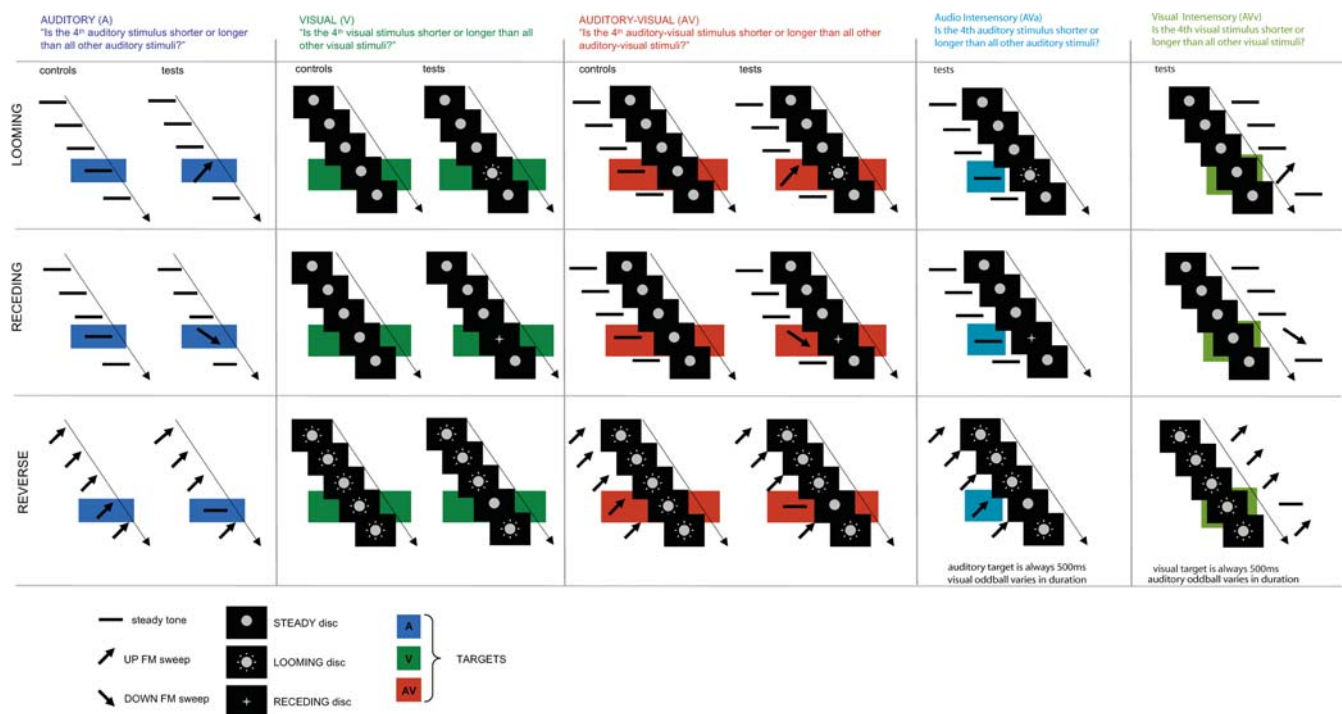 AUDITORY (A)
"Is the 4th auditory stimulus shorter or longer
than all other auditory stimuli?"
VISUAL (V)
"Is the 4th visual stimulus shorter or longer than all
other visual stimuli?"
AUDITORY-VISUAL (AV)
"Is the 4th auditory-visual stimulus shorter or longer than all other
auditory-visual stimuli?"
Audio Intersensory (AVa)
Is the 4th auditory stimulus shorter or
longer than all other auditory stimuli?
Visual Intersensory (AVv)
Is the 4th visual stimulus shorter or
longer than all other visual stimuli?
controls tests controls tests controls tests tests tests
LOOMING
RECEDING
REVERSE
auditory target is always 500ms
visual oddball varies in duration
visual target is always 500ms
auditory oddball varies in duration
steady tone
UP FM sweep
DOWN FM sweep
STEADY disc
LOOMING disc
RECEDING disc
A
V
AV
TARGETS